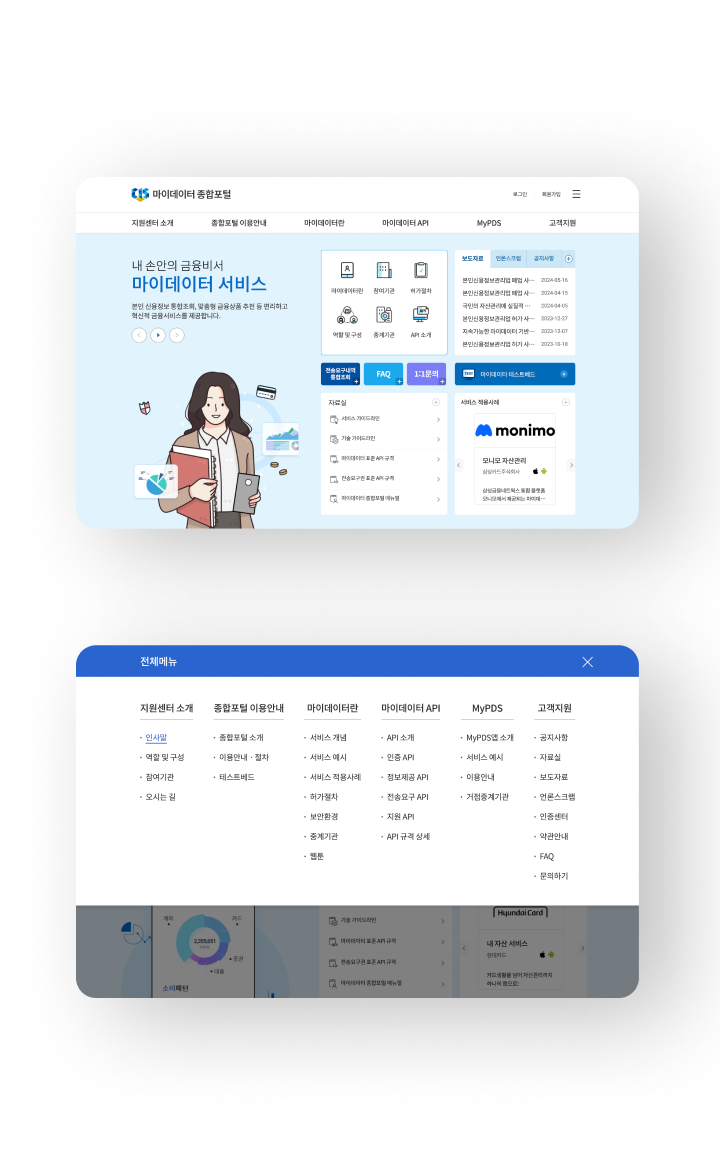 CIS 마이데이터 종합포털
로그인 회원가입
지원센터 소개 종합포털 이용안내 마이데이터란 마이데이터 API MyPDS 고객지원
내 손안의 금융비서
마이데이터 서비스
본인 신용정보 통합조회, 맞춤형 금융상품 추천 등 편리하고
혁신적 금융서비스를 제공합니다.
마이데이터란 참여기관 허가절차
역할 및 구성 중계기관 API 소개
보도자료 언론스크랩 공지사항
본인신용정보관리업 폐업 사··· 2024-05-16
본인신용정보관리업 폐업 사··· 2024-04-15
국민의 자산관리에 실질적 ··· 2024-04-05
본인신용정보관리업 허가 사··· 2023-12-27
지속가능한 마이데이터 기반··· 2023-12-07
본인신용정보관리업 허가 사··· 2023-10-18
전송요구내역
통합조회
FAQ
1:1문의
마이데이터 테스트베드
자료실
서비스 가이드라인
기술 가이드라인
마이데이터 표준 API 규격
전송요구권 표준 API 규격
마이데이터 종합포털 매뉴얼
서비스 적용사례
monimo
모니모 자산관리
삼성카드주식회사
삼성금융네트웍스 통합 플랫폼
모니모에서 제공되는 마이데···
전체메뉴
지원센터 소개
· 인사말
· 역할 및 구성
· 참여기관
· 오시는 길
종합포털 이용안내
· 종합포털 소개
· 이용안내 · 절차
· 테스트베드
마이데이터란
· 서비스 개념
· 서비스 예시
· 서비스 적용사례
· 허가절차
· 보안환경
· 중계기관
· 웹툰
마이데이터 API
· API 소개
· 인증 API
· 정보제공 API
· 전송요구 API
· 지원 API
· API 규격 상세
MyPDS
· MyPDS앱 소개
· 서비스 예시
· 이용안내
· 거점중계기관
고객지원
· 공지사항
· 자료실
· 보도자료
· 언론스크랩
· 인증센터
· 약관안내
· FAQ
· 문의하기
계좌 카드
2,355,651
증권
대출
소비패턴
기술 가이드라인
마이데이터 표준 API 규격
전송요구권 표준 API 규격
마이데이터 종합포털 매뉴얼
Hyundai Card
내 자산 서비스
현대카드
카드생활을 넘어 자산관리까지
하나의 앱으로!